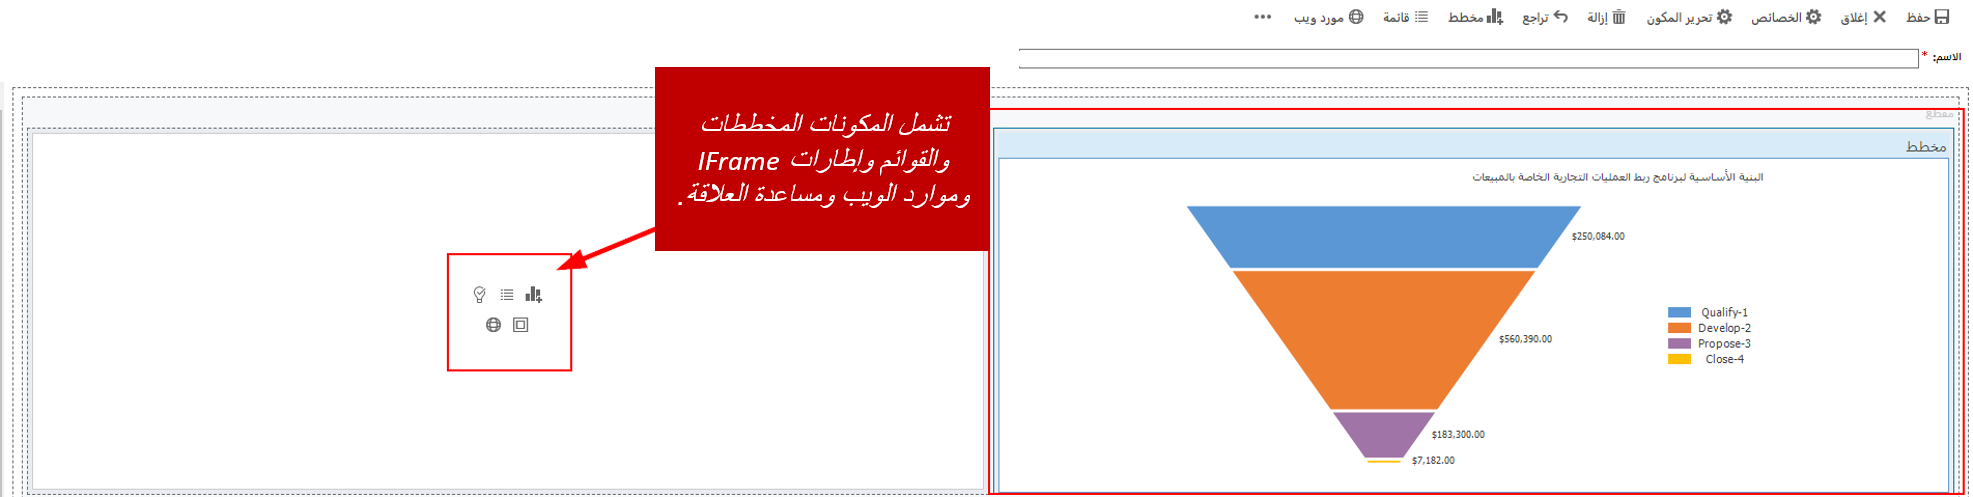 حفظ إغلاق الخصائص تحرير المكون إزالة تراجع مخطط قائمة مورد ويب •••
الاسم: *
مقطع
مخطط
البنية الأساسية لبرنامج ربط العمليات التجارية الخاصة بالمبيعات
$250,084.00
$560,390.00
$183,300.00
$7,182.00
Qualify-1
Develop-2
Propose-3
Close-4
تشمل المكونات المخططات
والقوائم وإطارات IFrame
وموارد الويب ومساعدة العلاقة.